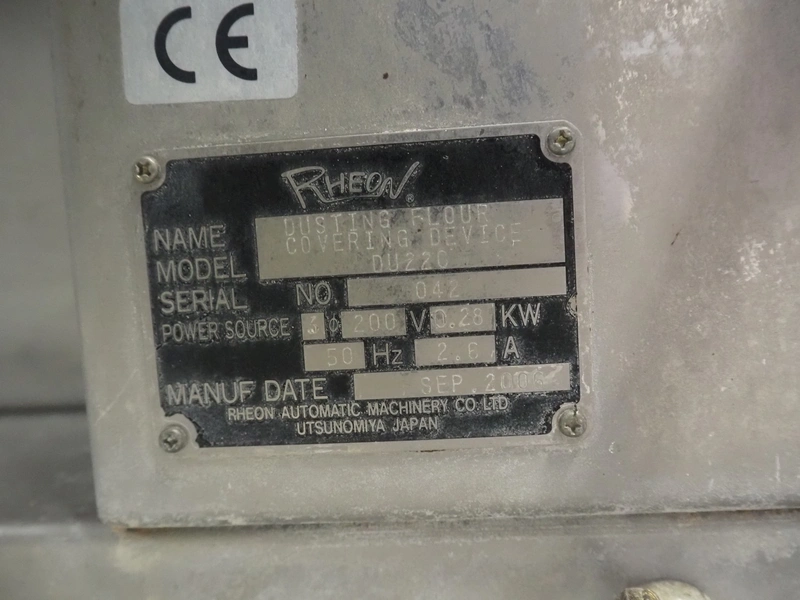 CE
RHEON
®
NAME DUSTING FLOUR
COVERING DEVICE
MODEL DU220
SERIAL NO. 042
POWER SOURCE 3 φ 200 V 0.28 KW
50 Hz 2.6 A
MANUF DATE SEP.
RHEON AUTOMATIC MACHINERY CO. LTD
UTSUNOMIYA JAPAN